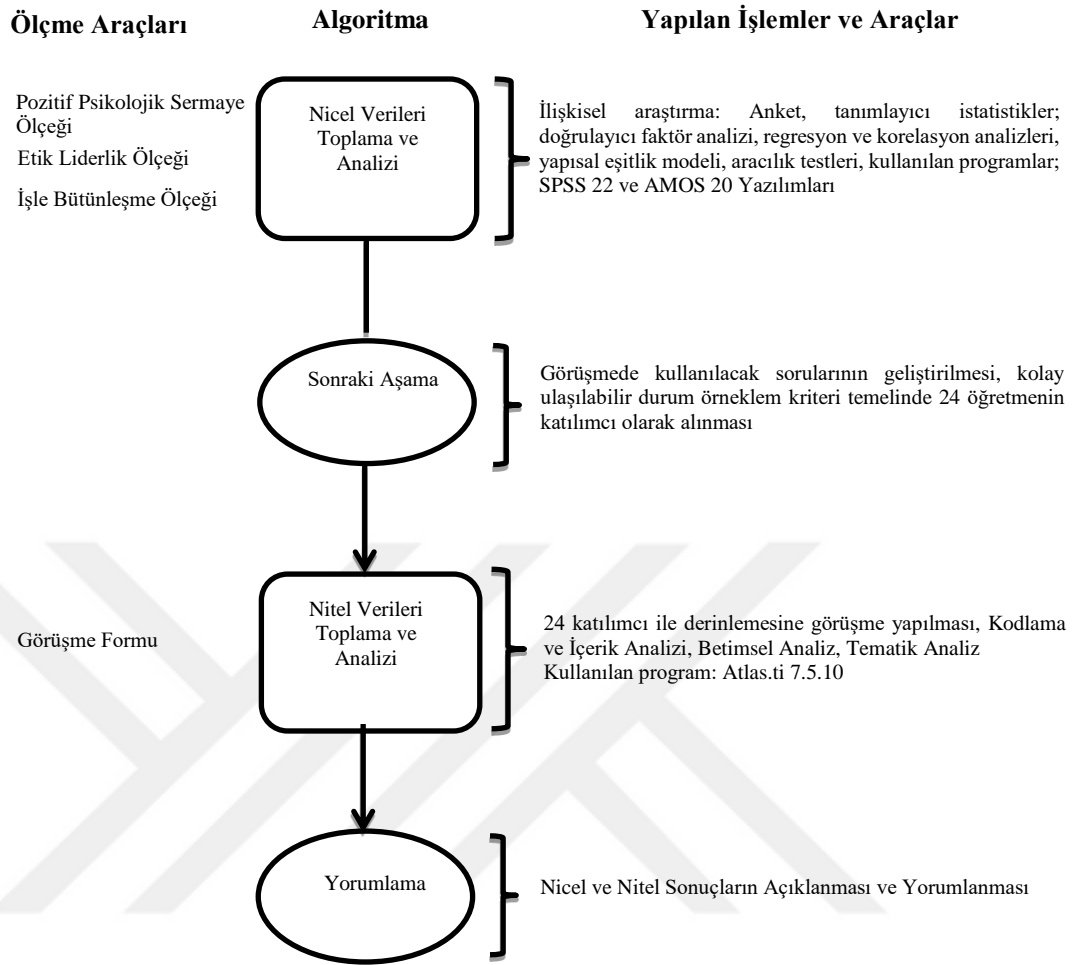 Ölçme Araçları
Algoritma
Yapılan İşlemler ve Araçlar
Pozitif Psikolojik Sermaye
Ölçeği
Etik Liderlik Ölçeği
İşle Bütünleşme Ölçeği
Nicel Verileri
Toplama ve
Analizi
İlişkisel araştırma: Anket, tanımlayıcı istatistikler;
doğrulayıcı faktör analizi, regresyon ve korelasyon analizleri,
yapısal eşitlik modeli, aracılık testleri, kullanılan programlar;
SPSS 22 ve AMOS 20 Yazılımları
Sonraki Aşama
Görüşmede kullanılacak sorularının geliştirilmesi, kolay
ulaşılabilir durum örneklem kriteri temelinde 24 öğretmenin
katılımcı olarak alınması
Görüşme Formu
Nitel Verileri
Toplama ve
Analizi
24 katılımcı ile derinlemesine görüşme yapılması, Kodlama
ve İçerik Analizi, Betimsel Analiz, Tematik Analiz
Kullanılan program: Atlas.ti 7.5.10
Yorumlama
Nicel ve Nitel Sonuçların Açıklanması ve Yorumlanması